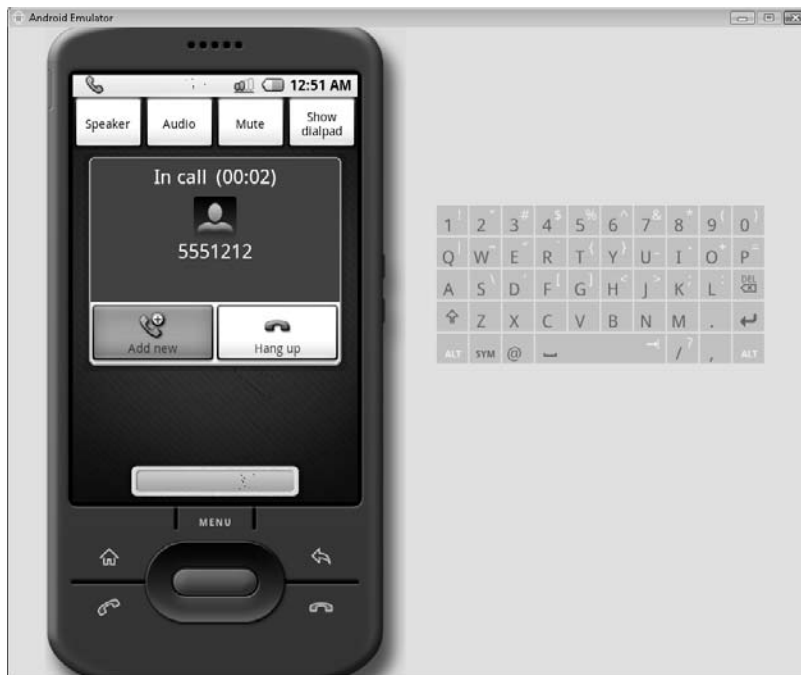 Android Emulator
12:51 AM
Speaker Audio Mute Show dialpad
In call (00:02)
5551212
Add new Hang up
MENU
1 ! 2 3 # 4 $ 5 % 6 ^ 7 & 8 * 9 ( 0 )
Q | W ~ E " R T { Y } U - I O + P =
A S \ D ' F [ G ] H < J > K ; L : DEL
Z X C V B N M .
ALT SYM @ / ? , ALT